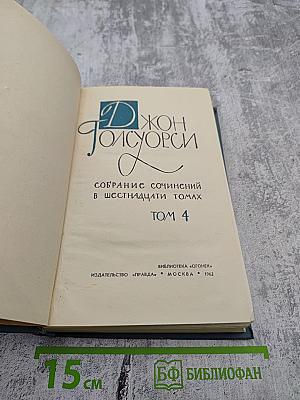 Джон
Голсуорси
СОБРАНИЕ СОЧИНЕНИЙ
В ШЕСТНАДЦАТИ ТОМАХ
ТОМ 4
БИБЛИОТЕКА «ОГОНЕК»
ИЗДАТЕЛЬСТВО «ПРАВДА» • МОСКВА • 1962
15 см
БФ БИБЛИОФАН